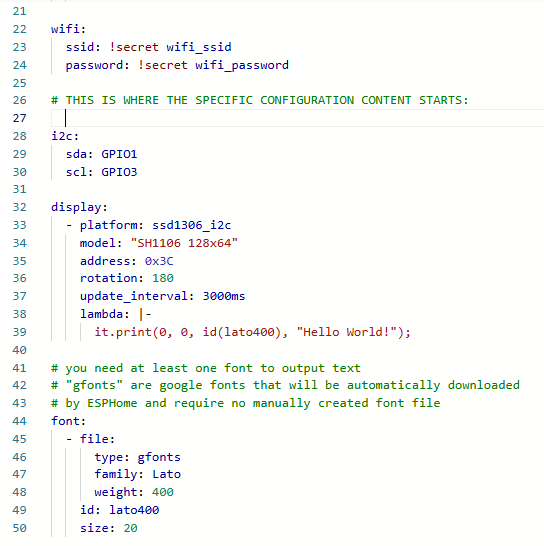 21
22 wifi:
23   ssid: !secret wifi_ssid
24   password: !secret wifi_password
25
26 # THIS IS WHERE THE SPECIFIC CONFIGURATION CONTENT STARTS:
27
28 i2c:
29   sda: GPIO1
30   scl: GPIO3
31
32 display:
33   - platform: ssd1306_i2c
34     model: "SH1106 128x64"
35     address: 0x3C
36     rotation: 180
37     update_interval: 3000ms
38     lambda: |-
39       it.print(0, 0, id(lato400), "Hello World!");
40
41 # you need at least one font to output text
42 # "gfonts" are google fonts that will be automatically downloaded
43 # by ESPHome and require no manually created font file
44 font:
45   - file:
46       type: gfonts
47       family: Lato
48       weight: 400
49     id: lato400
50     size: 20